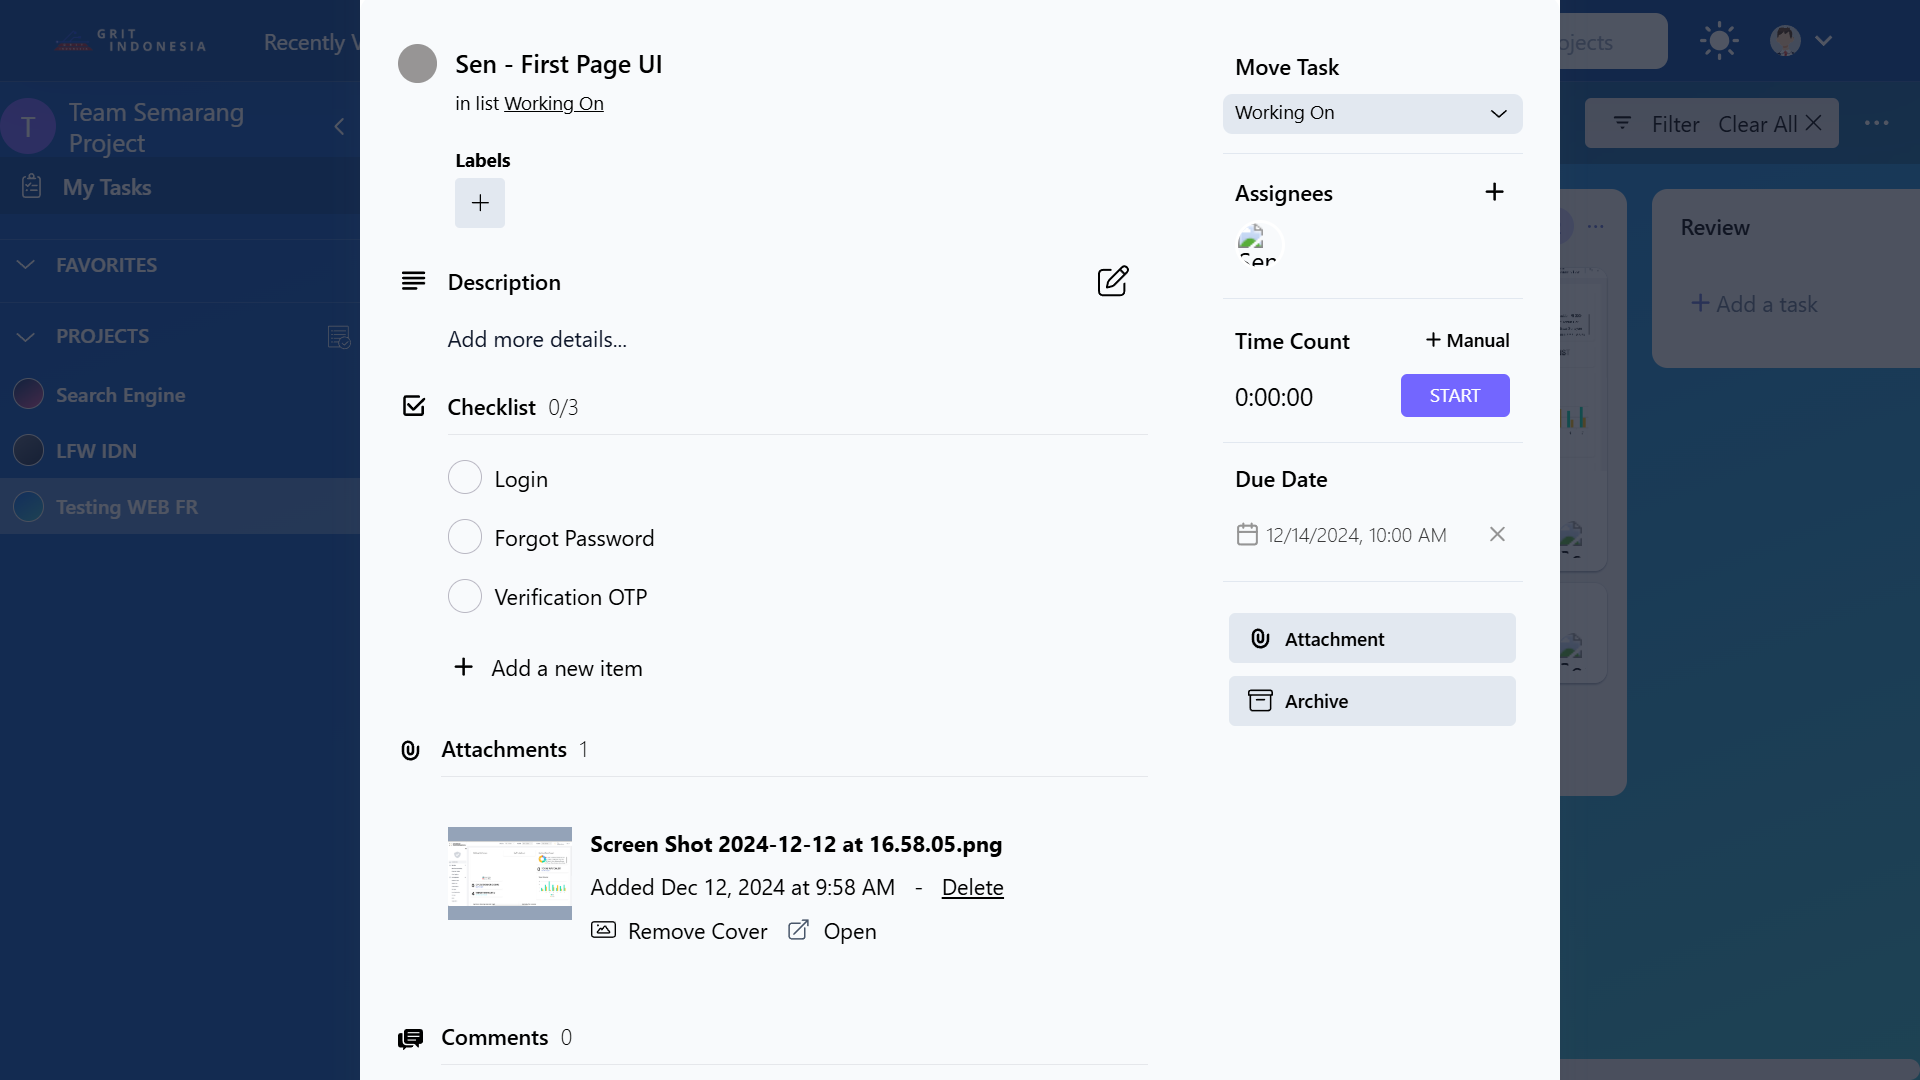 GRIT
INDONESIA
Recently V
ojects
T
Team Semarang
Project
Filter
Clear All
My Tasks
FAVORITES
PROJECTS
Search Engine
LFW IDN
Testing WEB FR
Sen - First Page UI
in list Working On
Labels
Description
Add more details...
Checklist 0/3
Login
Forgot Password
Verification OTP
Add a new item
Attachments 1
Screen Shot 2024-12-12 at 16.58.05.png
Added Dec 12, 2024 at 9:58 AM - Delete
Remove Cover
Open
Comments 0
Move Task
Working On
Assignees
Sen
Time Count
+ Manual
0:00:00
START
Due Date
12/14/2024, 10:00 AM
Attachment
Archive
Review
+ Add a task